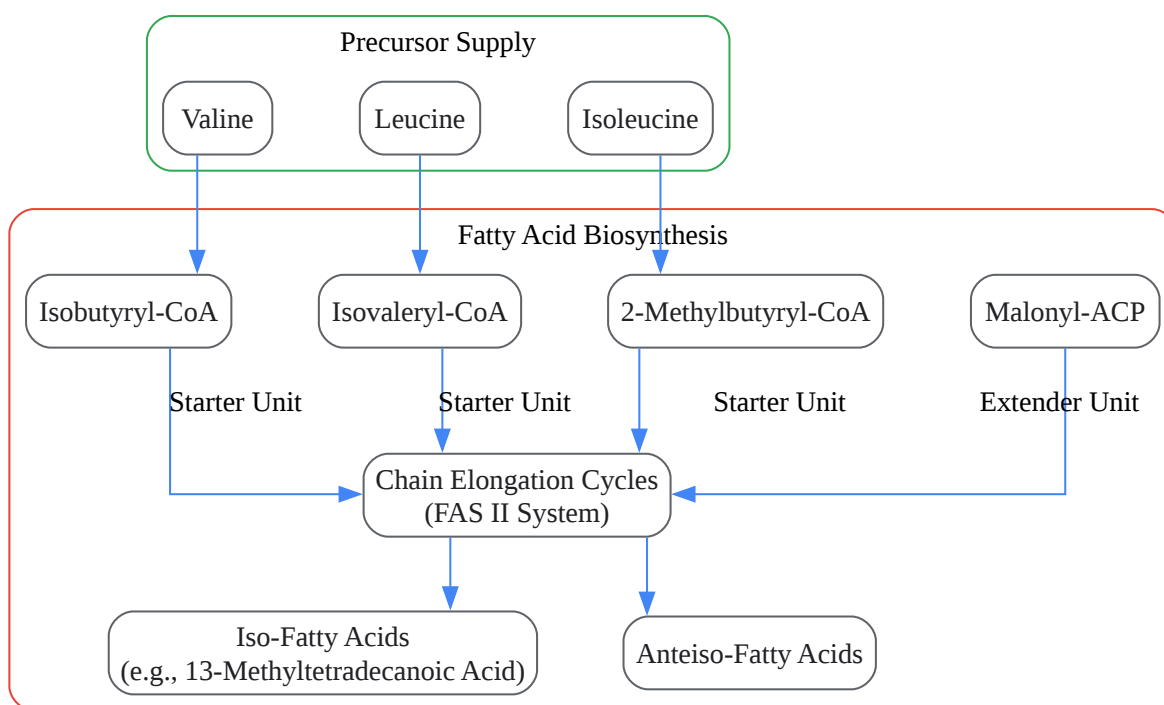 Precursor Supply
Valine
Leucine
Isoleucine
Fatty Acid Biosynthesis
Isobutyryl-CoA
Isovaleryl-CoA
2-Methylbutyryl-CoA
Malonyl-ACP
Starter Unit
Starter Unit
Starter Unit
Extender Unit
Chain Elongation Cycles
(FAS II System)
Iso-Fatty Acids
(e.g., 13-Methyltetradecanoic Acid)
Anteiso-Fatty Acids